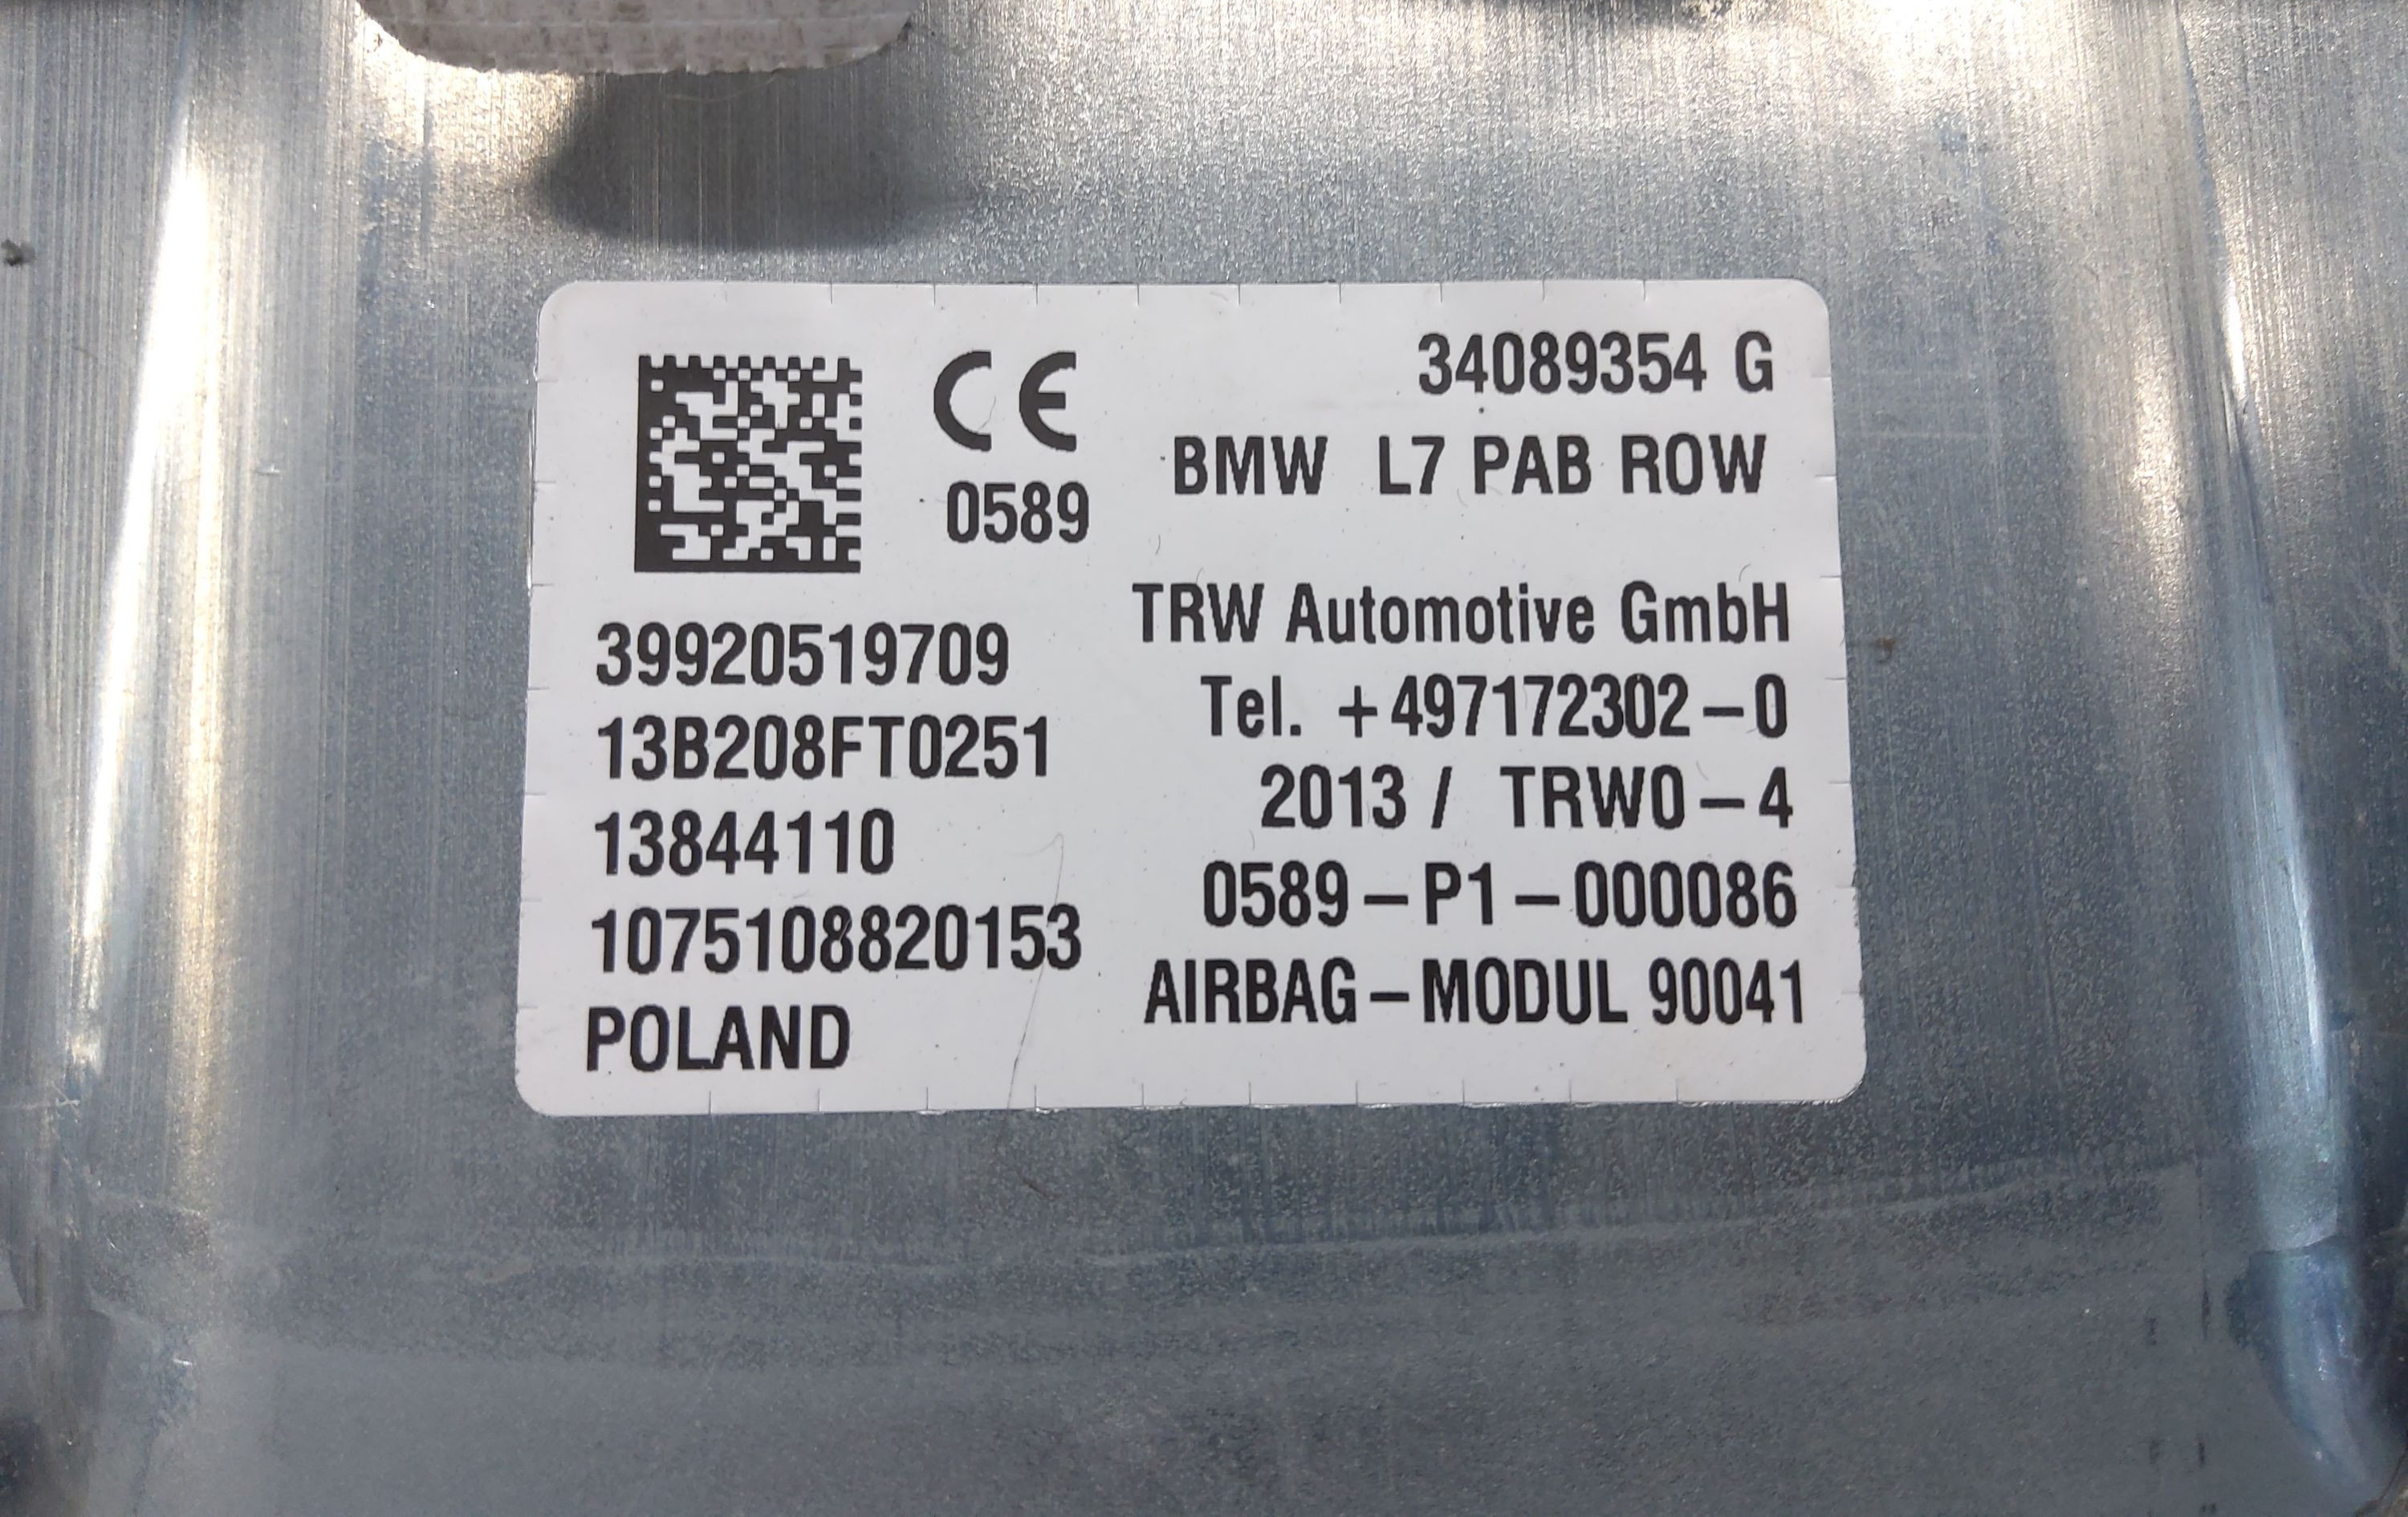 CE
0589
34089354 G
BMW L7 PAB ROW
39920519709
13B208FT0251
13844110
1075108820153
POLAND
TRW Automotive GmbH
Tel. +497172302-0
2013 / TRW0-4
0589-P1-000086
AIRBAG-MODUL 90041